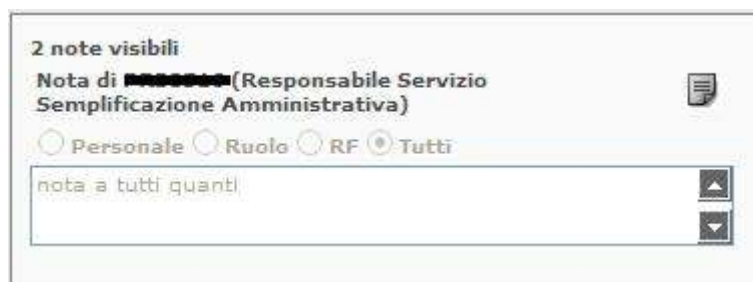 2 note visibili
Nota di (Responsabile Servizio
Semplificazione Amministrativa)
Personale Ruolo RF Tutti
nota a tutti quanti